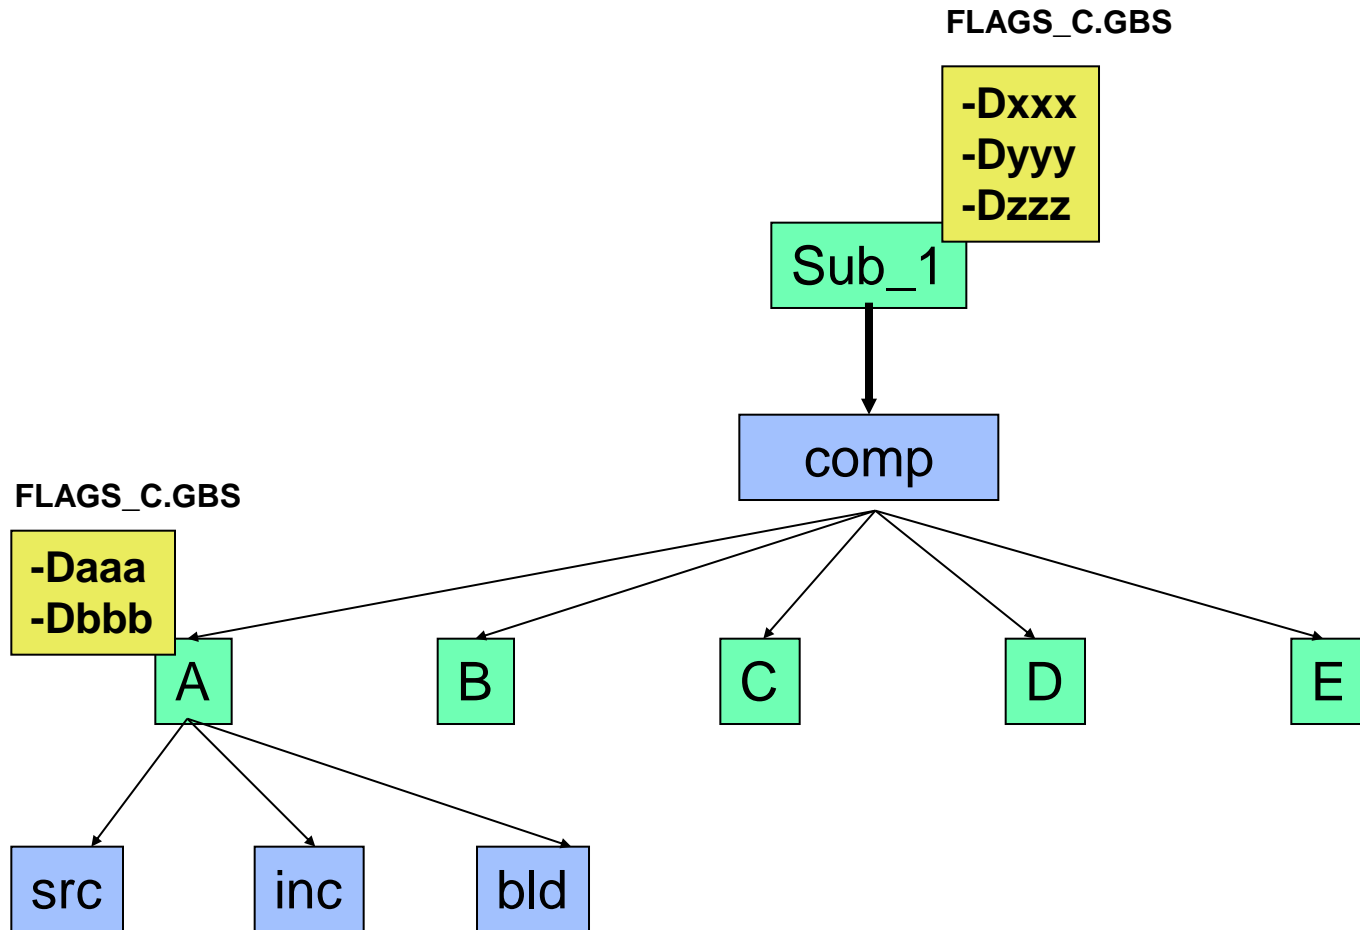 FLAGS_C.GBS
-Dxxx
-Dyyy
-Dzzz
Sub_1
comp
FLAGS_C.GBS
-Daaa
-Dbbb
A
B
C
D
E
src
inc
bld